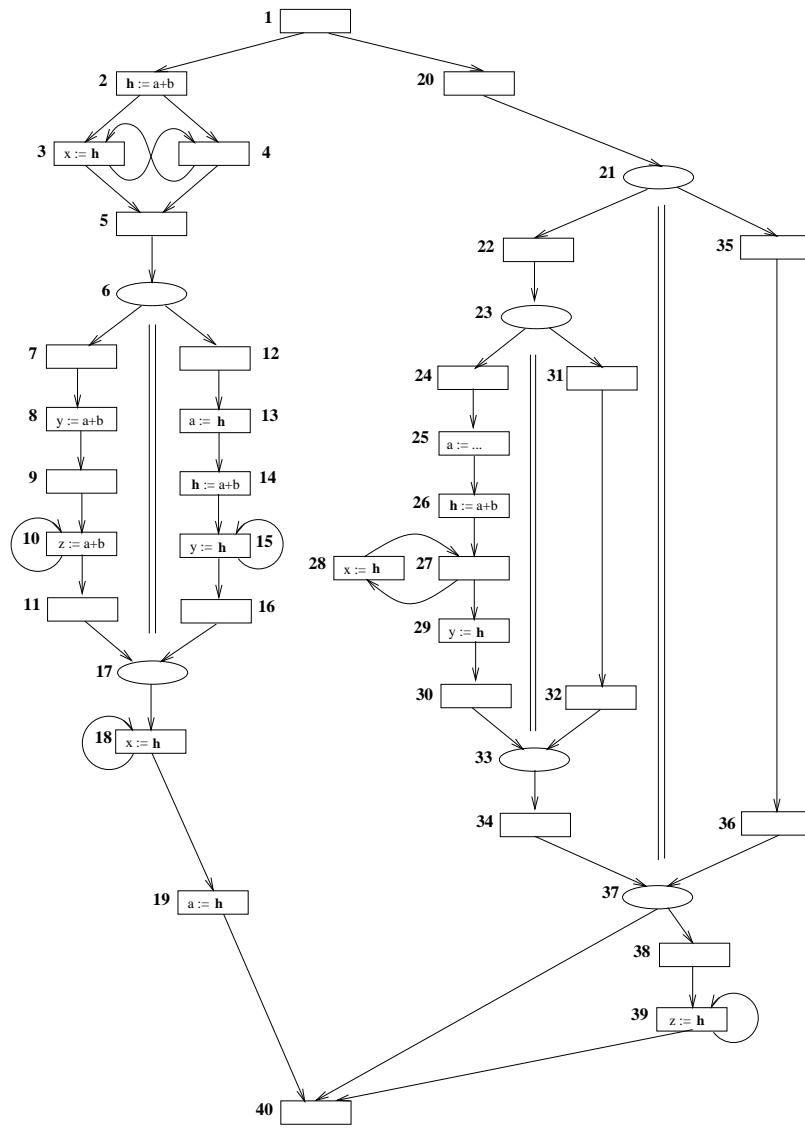 1
2 h := a+b
20
3 x := h
4
21
5
22
35
6
23
7
12
24
31
8 y := a+b
a := h 13
25 a := ...
9
h := a+b 14
26 h := a+b
10 z := a+b
y := h 15
28 x := h
27
11
16
29 y := h
17
30
32
18 x := h
33
34
36
19 a := h
37
38
39 z := h
40